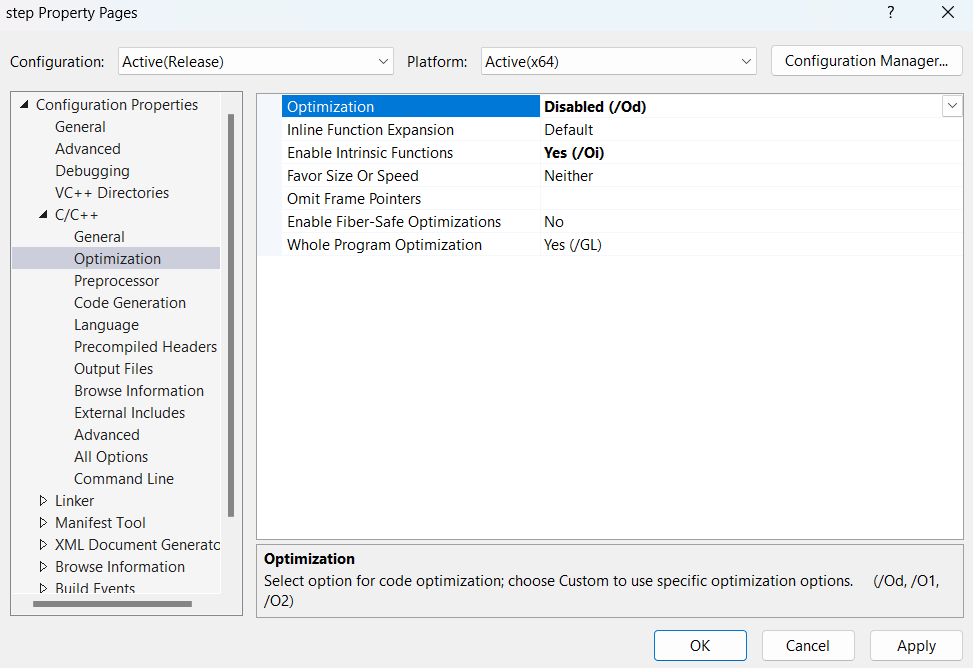 step Property Pages
?
Configuration: Active(Release) Platform: Active(x64) Configuration Manager...
Configuration Properties
General
Advanced
Debugging
VC++ Directories
C/C++
General
Optimization
Preprocessor
Code Generation
Language
Precompiled Headers
Output Files
Browse Information
External Includes
Advanced
All Options
Command Line
Linker
Manifest Tool
XML Document Generato
Browse Information
Build Events
Optimization Disabled (/Od)
Inline Function Expansion Default
Enable Intrinsic Functions Yes (/Oi)
Favor Size Or Speed Neither
Omit Frame Pointers
Enable Fiber-Safe Optimizations No
Whole Program Optimization Yes (/GL)
Optimization
Select option for code optimization; choose Custom to use specific optimization options. (/Od, /O1,
/O2)
OK Cancel Apply